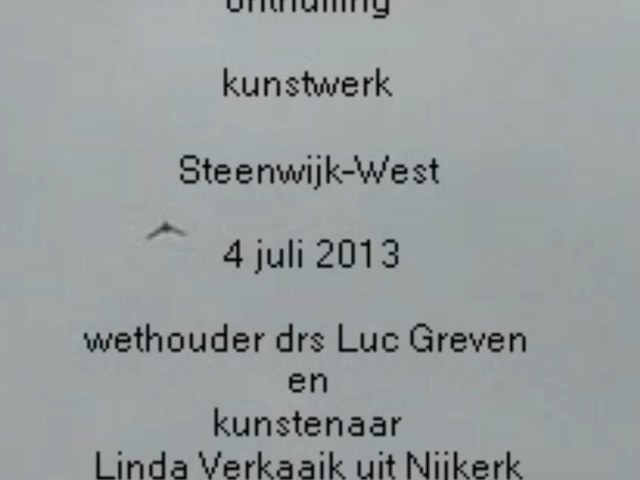 onthulling
kunstwerk
Steenwijk-West
4 juli 2013
wethouder drs Luc Greven
en
kunstenaar
Linda Verkaaik uit Nijkerk